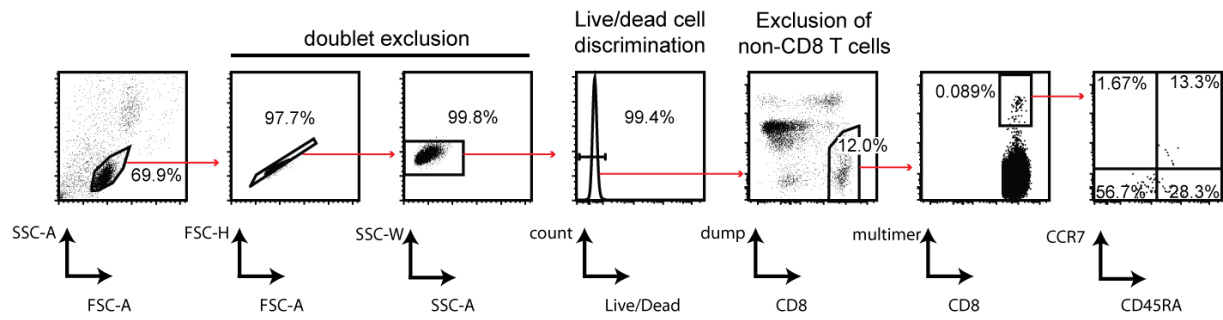 doublet exclusion
Live/dead cell
discrimination
Exclusion of
non-CD8 T cells
69.9%
97.7%
99.8%
99.4%
12.0%
0.089%
1.67%
13.3%
56.7%
28.3%
SSC-A
FSC-A
FSC-H
FSC-A
SSC-W
SSC-A
count
Live/Dead
dump
CD8
multimer
CD8
CCR7
CD45RA